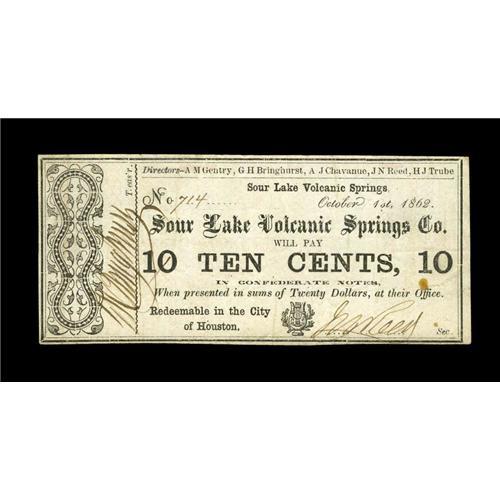 Directors—A M Gentry, G H Bringhurst, A J Chavanue, J N Reed, H J Trube
Sour Lake Volcanic Springs
No 714
October 1st, 1862.
Sour Lake Volcanic Springs Co.
WILL PAY
10 TEN CENTS, 10
IN CONFEDERATE NOTES,
When presented in sums of Twenty Dollars, at their Office.
Redeemable in the City
of Houston.
Sec.
Treas'r.